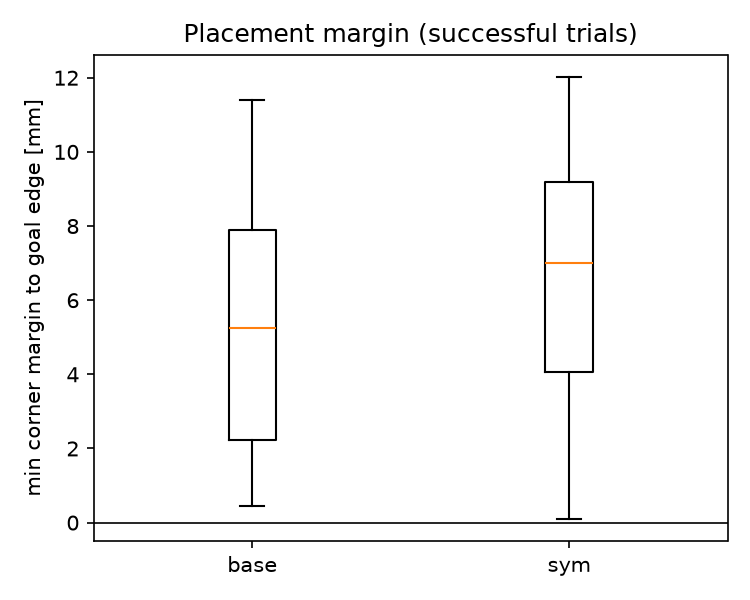 Placement margin (successful trials)
min corner margin to goal edge [mm]
12
10
8
6
4
2
0
base
sym